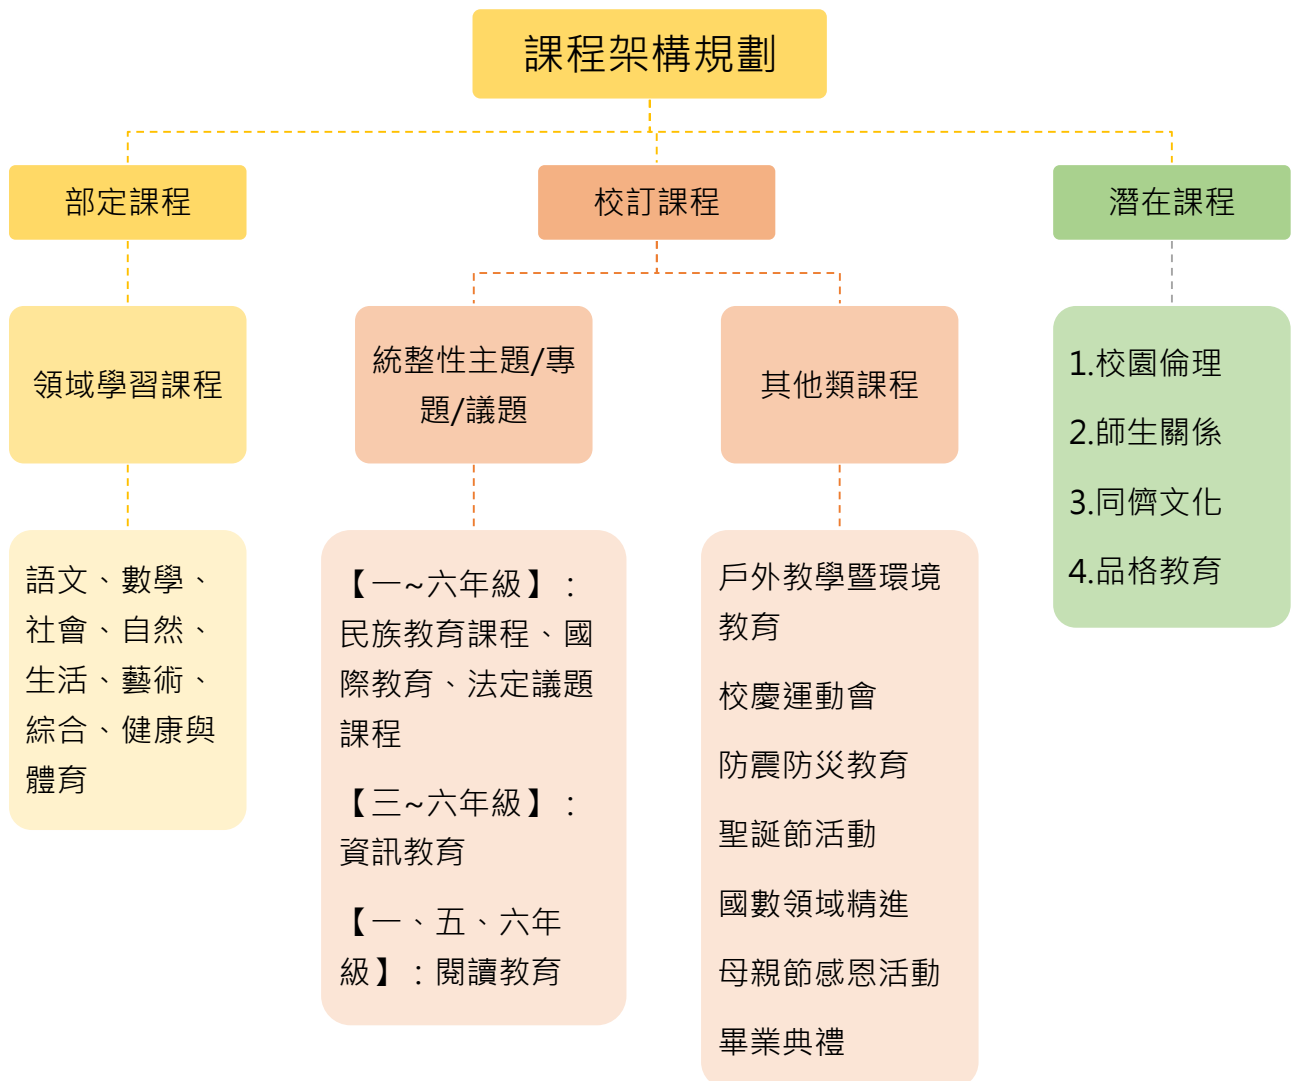 課程架構規劃
部定課程
校訂課程
潛在課程
領域學習課程
統整性主題/專
題/議題
其他類課程
1.校園倫理
2.師生關係
3.同儕文化
4.品格教育
語文、數學、
社會、自然、
生活、藝術、
綜合、健康與
體育
【一~六年級】：
民族教育課程、國
際教育、法定議題
課程
【三~六年級】：
資訊教育
【一、五、六年
級】：閱讀教育
戶外教學暨環境
教育
校慶運動會
防震防災教育
聖誕節活動
國數領域精進
母親節感恩活動
畢業典禮